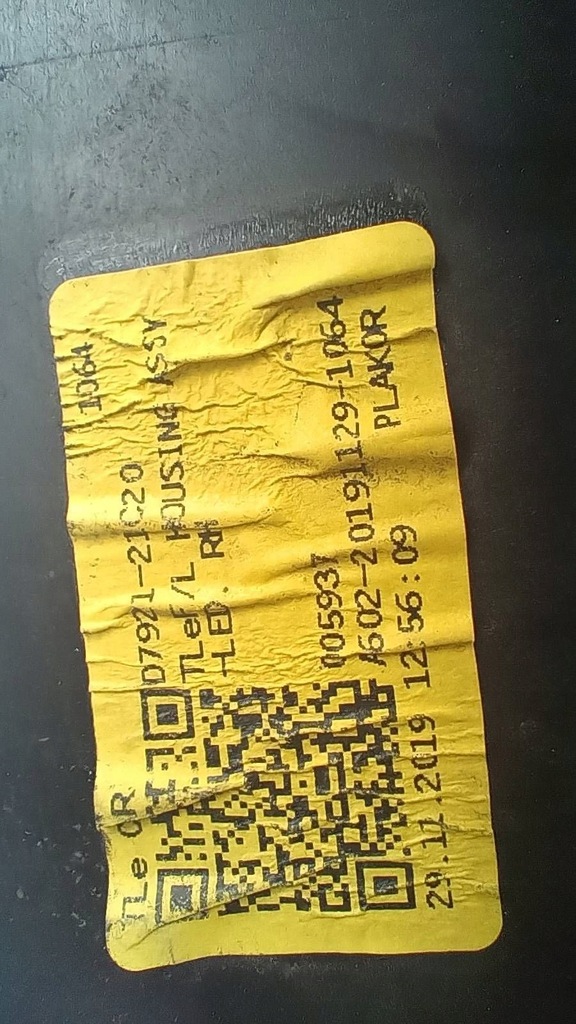 TLe OR 1064
D7921-21C20
TLeF/L HOUSING ASSY
-LED. RH
005937
A602-20191129-1064
29.11.2019 12:56:09 PLAKOR